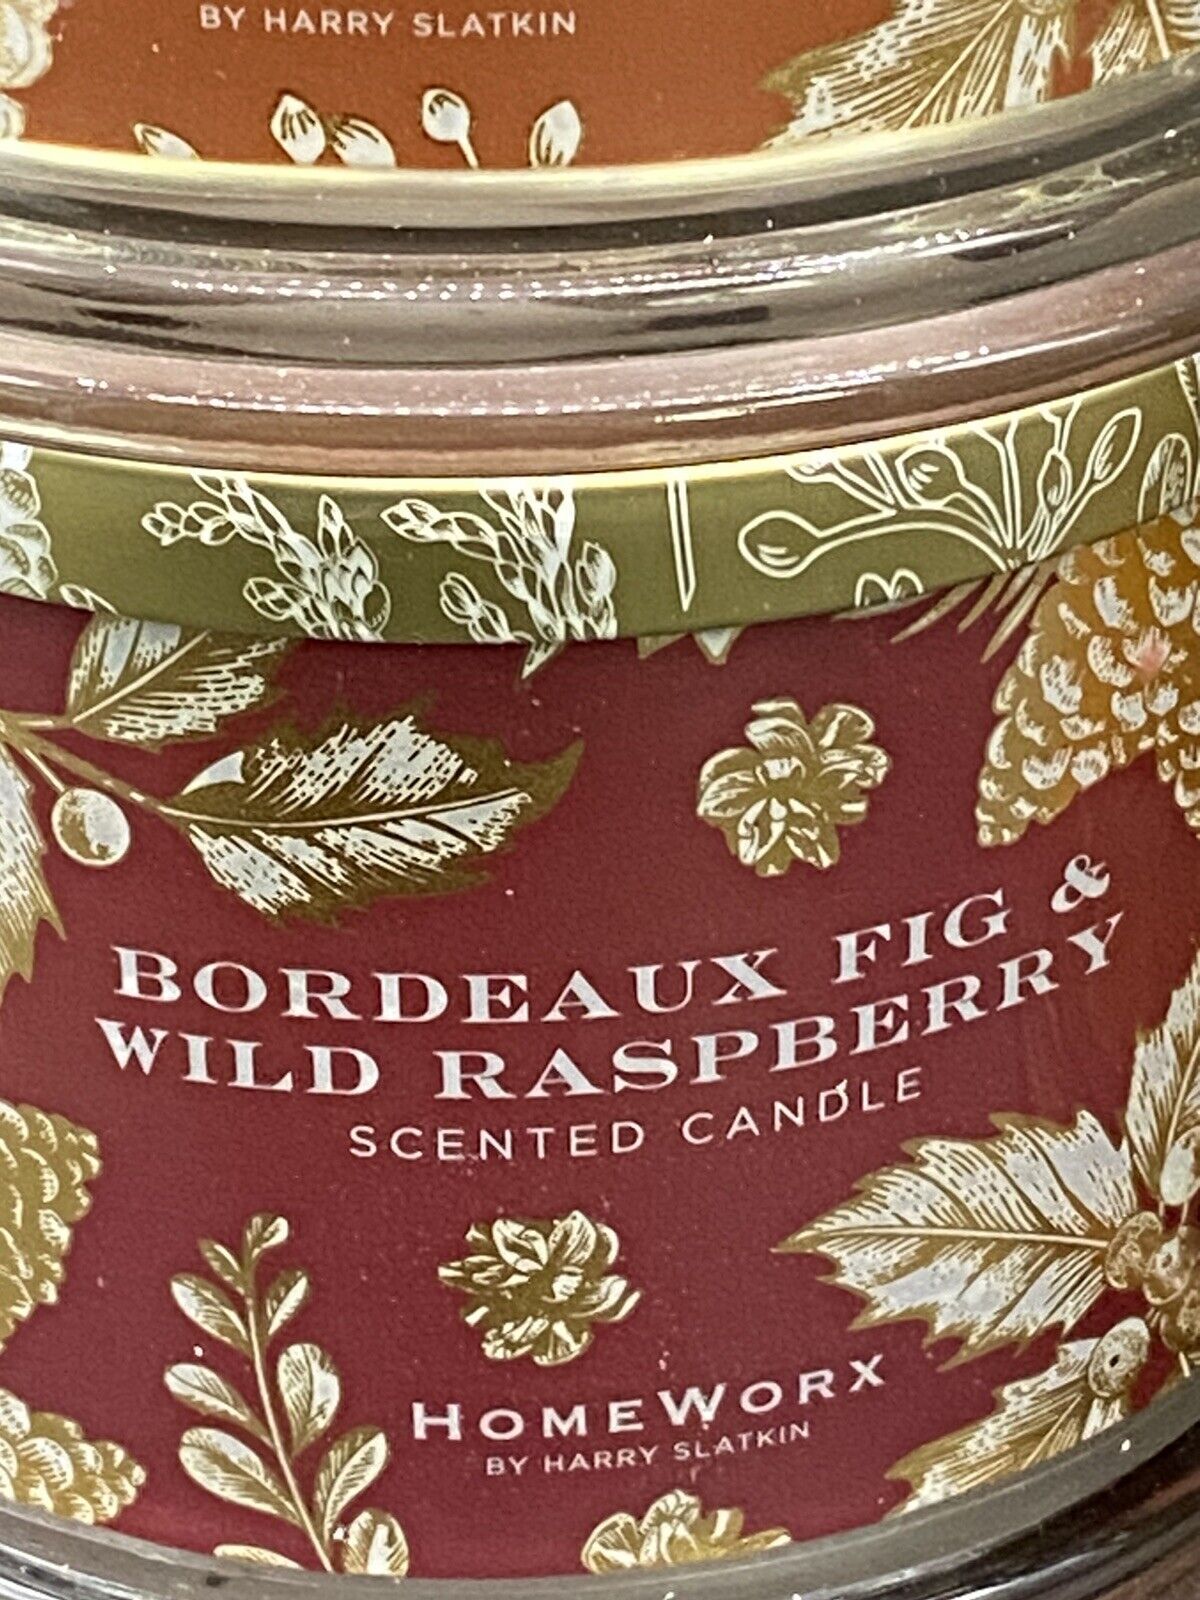 BY HARRY SLATKIN
BORDEAUX FIG &
WILD RASPBERRY
SCENTED CANDLE
HOMEWORX
BY HARRY SLATKIN